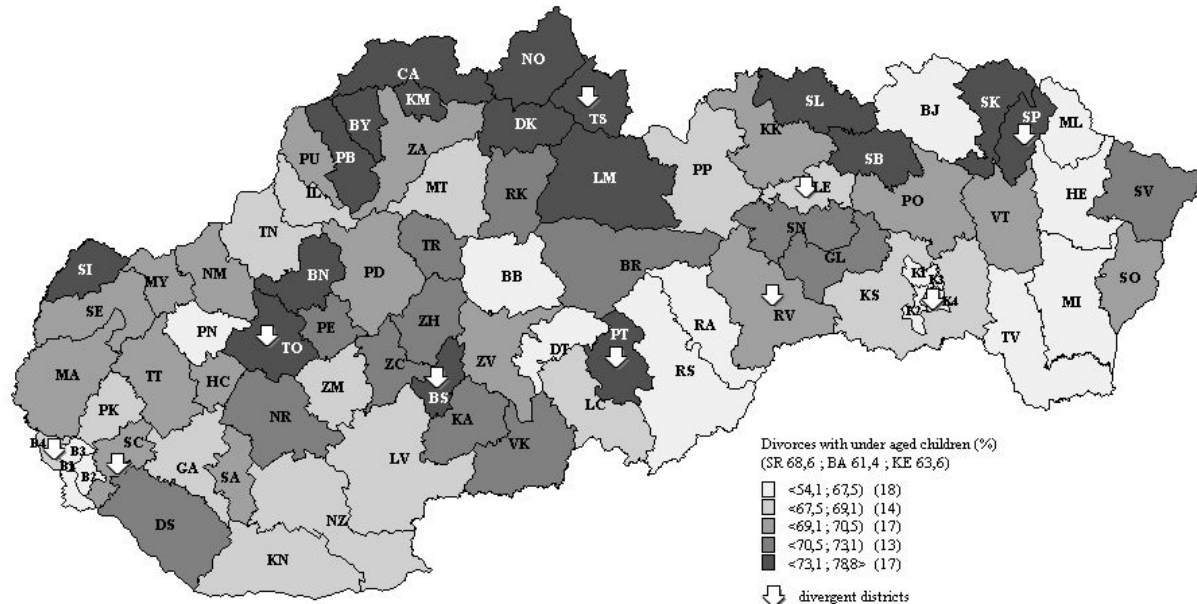 NO
CA
KM
TS
SL
SK
BJ
SP
ML
BY
DK
KK
PU
PB
ZA
SB
LM
PP
MT
RK
IL
LE
PO
HE
SV
VT
TN
TR
SN
SI
BN
PD
BB
BR
GL
MY
NM
SO
K1
K3
K4
K2
KS
MI
SE
PN
PE
ZH
RV
TO
RA
PT
DT
TV
MA
TT
HC
ZM
ZC
ZV
RS
BS
LC
PK
NR
KA
SC
VK
B4
B3
B1
B2
GA
SA
LV
DS
NZ
KN
Divorces with under aged children (%)
(SR 68,6 ; BA 61,4 ; KE 63,6)
<54,1 ; 67,5) (18)
<67,5 ; 69,1) (14)
<69,1 ; 70,5) (17)
<70,5 ; 73,1) (13)
<73,1 ; 78,8> (17)
divergent districts